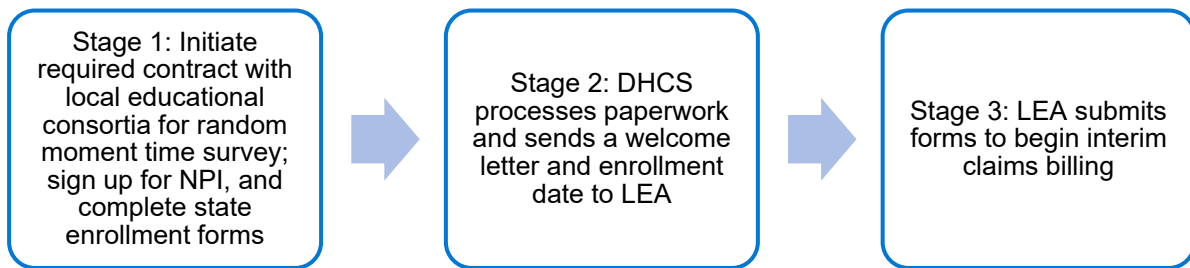 Stage 1: Initiate
required contract with
local educational
consortia for random
moment time survey;
sign up for NPI, and
complete state
enrollment forms
Stage 2: DHCS
processes paperwork
and sends a welcome
letter and enrollment
date to LEA
Stage 3: LEA submits
forms to begin interim
claims billing